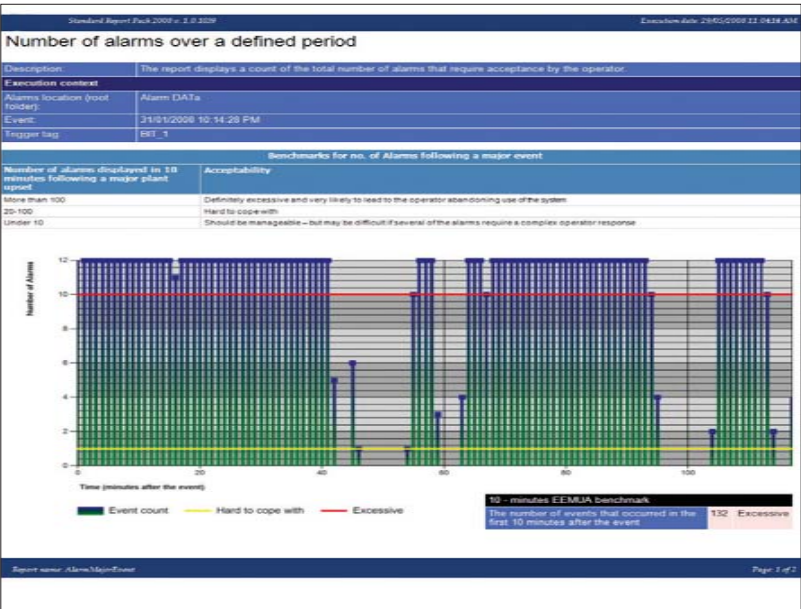 Standard Report Pack 2000 v. 1.0.1029
Execution date: 29/05/2008 11:04:14 AM
Number of alarms over a defined period
Description: The report displays a count of the total number of alarms that require acceptance by the operator.
Execution context
Alarms location (root folder): Alarm DATa
Event: 31/01/2008 10:14:28 PM
Trigger tag: BIT_1
Benchmarks for no. of Alarms following a major event
Number of alarms displayed in 10 minutes following a major plant upset
Acceptability
More than 100 Definitely excessive and very likely to lead to the operator abandoning use of the system
20-100 Hard to cope with
Under 10 Should be manageable – but may be difficult if several of the alarms require a complex operator response
Number of Alarms
12
10
8
6
4
2
0
0 20 40 60 80 100
Time (minutes after the event)
Event count Hard to cope with Excessive
10 - minutes EEMUA benchmark
The number of events that occurred in the first 10 minutes after the event 132 Excessive
Report name: AlarmMajorEvent
Page 1 of 2